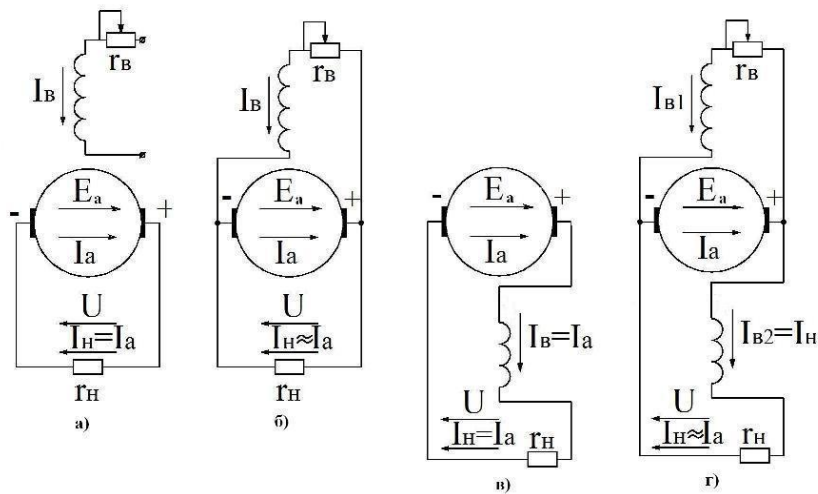 rв
Iв
-
+
Eₐ
Iₐ
U
Iн=Iₐ
rн
а)
rв
Iв
-
+
Eₐ
Iₐ
U
Iн≈Iₐ
rн
б)
-
+
Eₐ
Iₐ
Iв=Iₐ
U
Iн=Iₐ
rн
в)
rв
Iв1
-
+
Eₐ
Iₐ
Iв2=Iн
U
Iн≈Iₐ
rн
г)